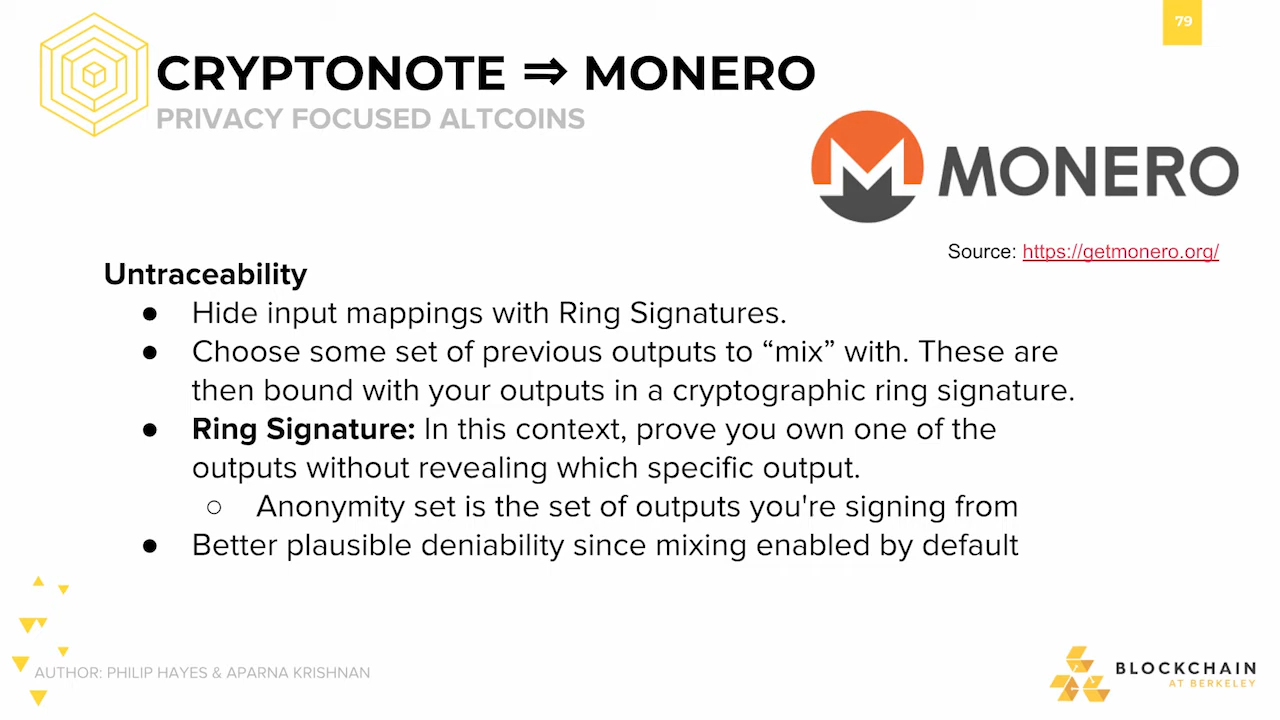 79
CRYPTONOTE ⇒ MONERO
PRIVACY FOCUSED ALTCOINS
MONERO
Source: https://getmonero.org/
Untraceability
● Hide input mappings with Ring Signatures.
● Choose some set of previous outputs to “mix” with. These are
then bound with your outputs in a cryptographic ring signature.
● Ring Signature: In this context, prove you own one of the
outputs without revealing which specific output.
○ Anonymity set is the set of outputs you're signing from
● Better plausible deniability since mixing enabled by default
AUTHOR: PHILIP HAYES & APARNA KRISHNAN
BLOCKCHAIN
AT BERKELEY